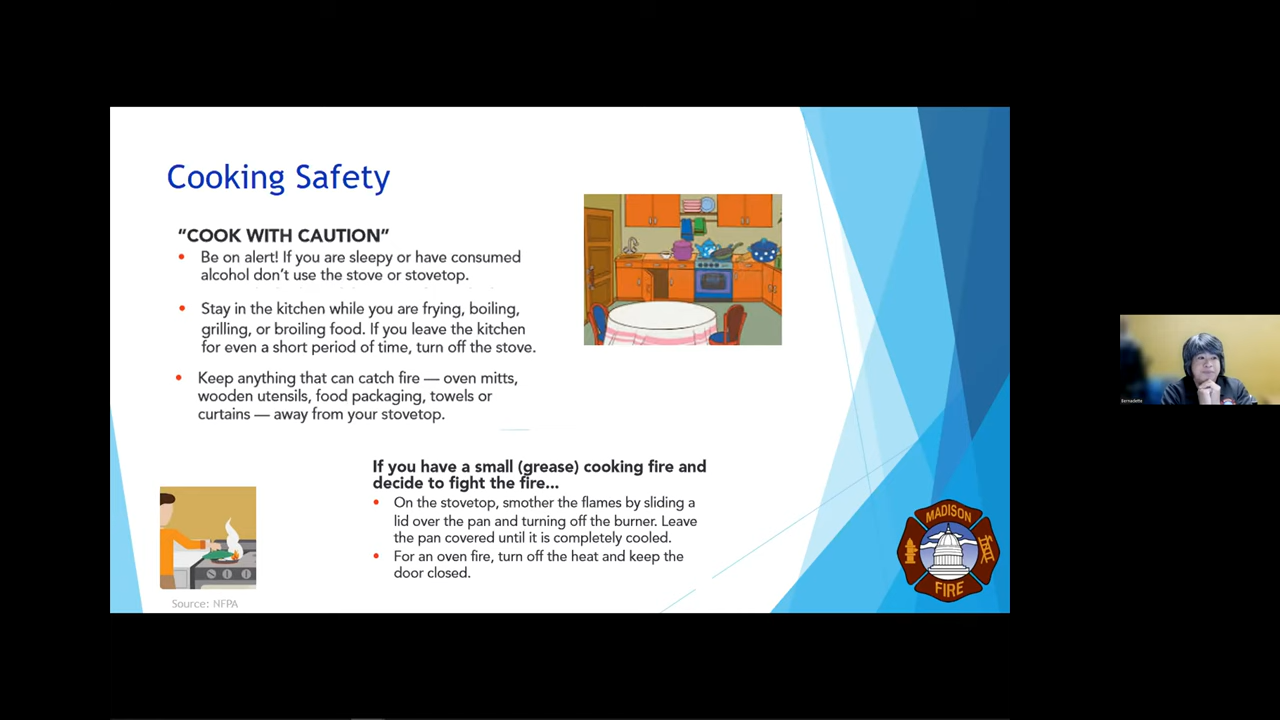 Cooking Safety
“COOK WITH CAUTION”
• Be on alert! If you are sleepy or have consumed
alcohol don’t use the stove or stovetop.
• Stay in the kitchen while you are frying, boiling,
grilling, or broiling food. If you leave the kitchen
for even a short period of time, turn off the stove.
• Keep anything that can catch fire — oven mitts,
wooden utensils, food packaging, towels or
curtains — away from your stovetop.
If you have a small (grease) cooking fire and
decide to fight the fire...
• On the stovetop, smother the flames by sliding a
lid over the pan and turning off the burner. Leave
the pan covered until it is completely cooled.
• For an oven fire, turn off the heat and keep the
door closed.
Source: NFPA
MADISON
FIRE
Bernadette